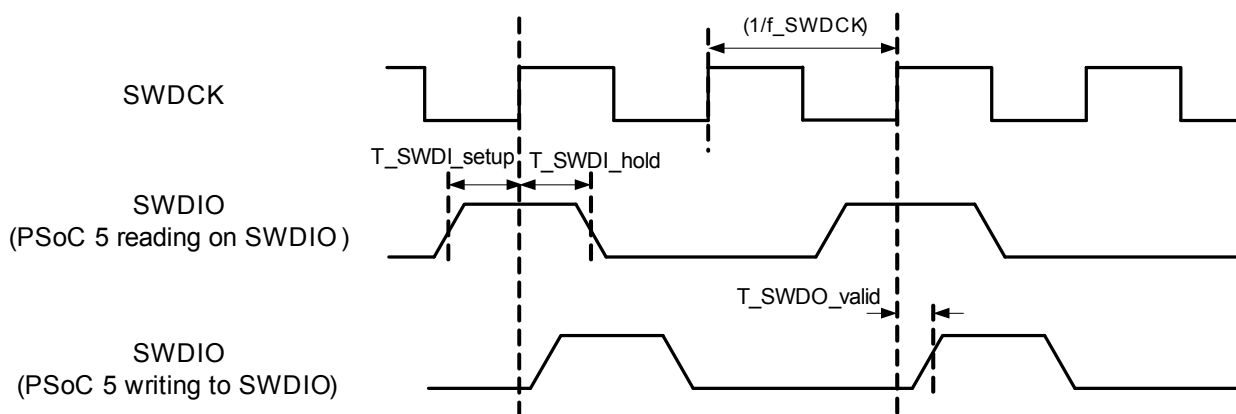 (1/f_SWDCK)
SWDCK
T_SWDI_setup
T_SWDI_hold
SWDIO
(PSoC 5 reading on SWDIO )
T_SWDO_valid
SWDIO
(PSoC 5 writing to SWDIO)